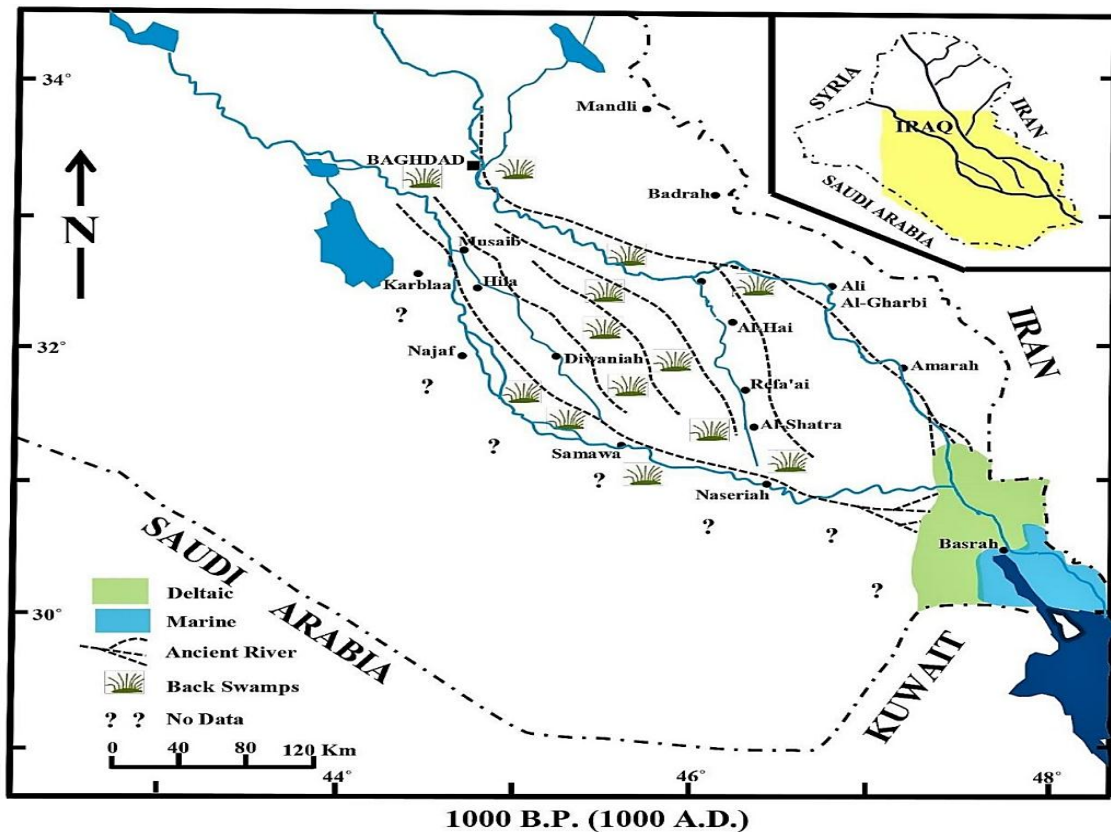 34°
32°
30°
N
Mandli
BAGHDAD
Badrah
Musaib
Karblaa
Hila
Ali
Al-Gharbi
Al-Hai
Najaf
Diwaniah
Amarah
Refa'ai
Al-Shatra
Samawa
Naseriah
Basrah
? ? ? ? ? ? ? ?
IRAN
SAUDI ARABIA
KUWAIT
SYRIA
IRAN
IRAQ
SAUDI ARABIA
Deltaic
Marine
Ancient River
Back Swamps
? ? No Data
0 40 80 120 Km
44° 46° 48°
1000 B.P. (1000 A.D.)